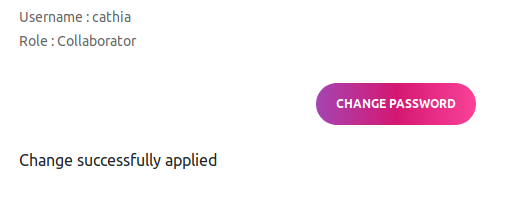 Username : cathia
Role : Collaborator
CHANGE PASSWORD
Change successfully applied